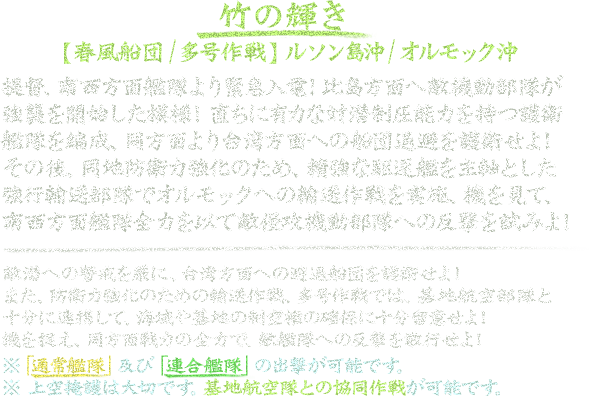 竹の輝き
【春風船団/多号作戦】 ルソン島沖/オルモック沖
提督、南西方面艦隊より緊急入電! 比島方面へ敵機動部隊が
強襲を開始した模様! 直ちに有力な対潜制圧能力を持つ護衛
艦隊を編成、同方面より台湾方面への船団退避を護衛せよ!
その後、同地防衛力強化のため、精強な駆逐艦を主軸とした
強行輸送部隊でオルモックへの輸送作戦を実施、機を見て、
南西方面艦隊全力を以て敵侵攻機動部隊への反撃を試みよ!
敵潜への警戒を厳に、台湾方面への退避船団を護衛せよ!
また、防衛力強化のための輸送作戦、多号作戦では、基地航空部隊と
十分に連携して、海域や基地の制空権の確保に十分留意せよ!
機を捉え、同方面戦力の全力で、敵艦隊への反撃を敢行せよ!
※ 通常艦隊 及び 連合艦隊 の出撃が可能です。
※ 上空掩護は大切です。基地航空隊との協同作戦が可能です。